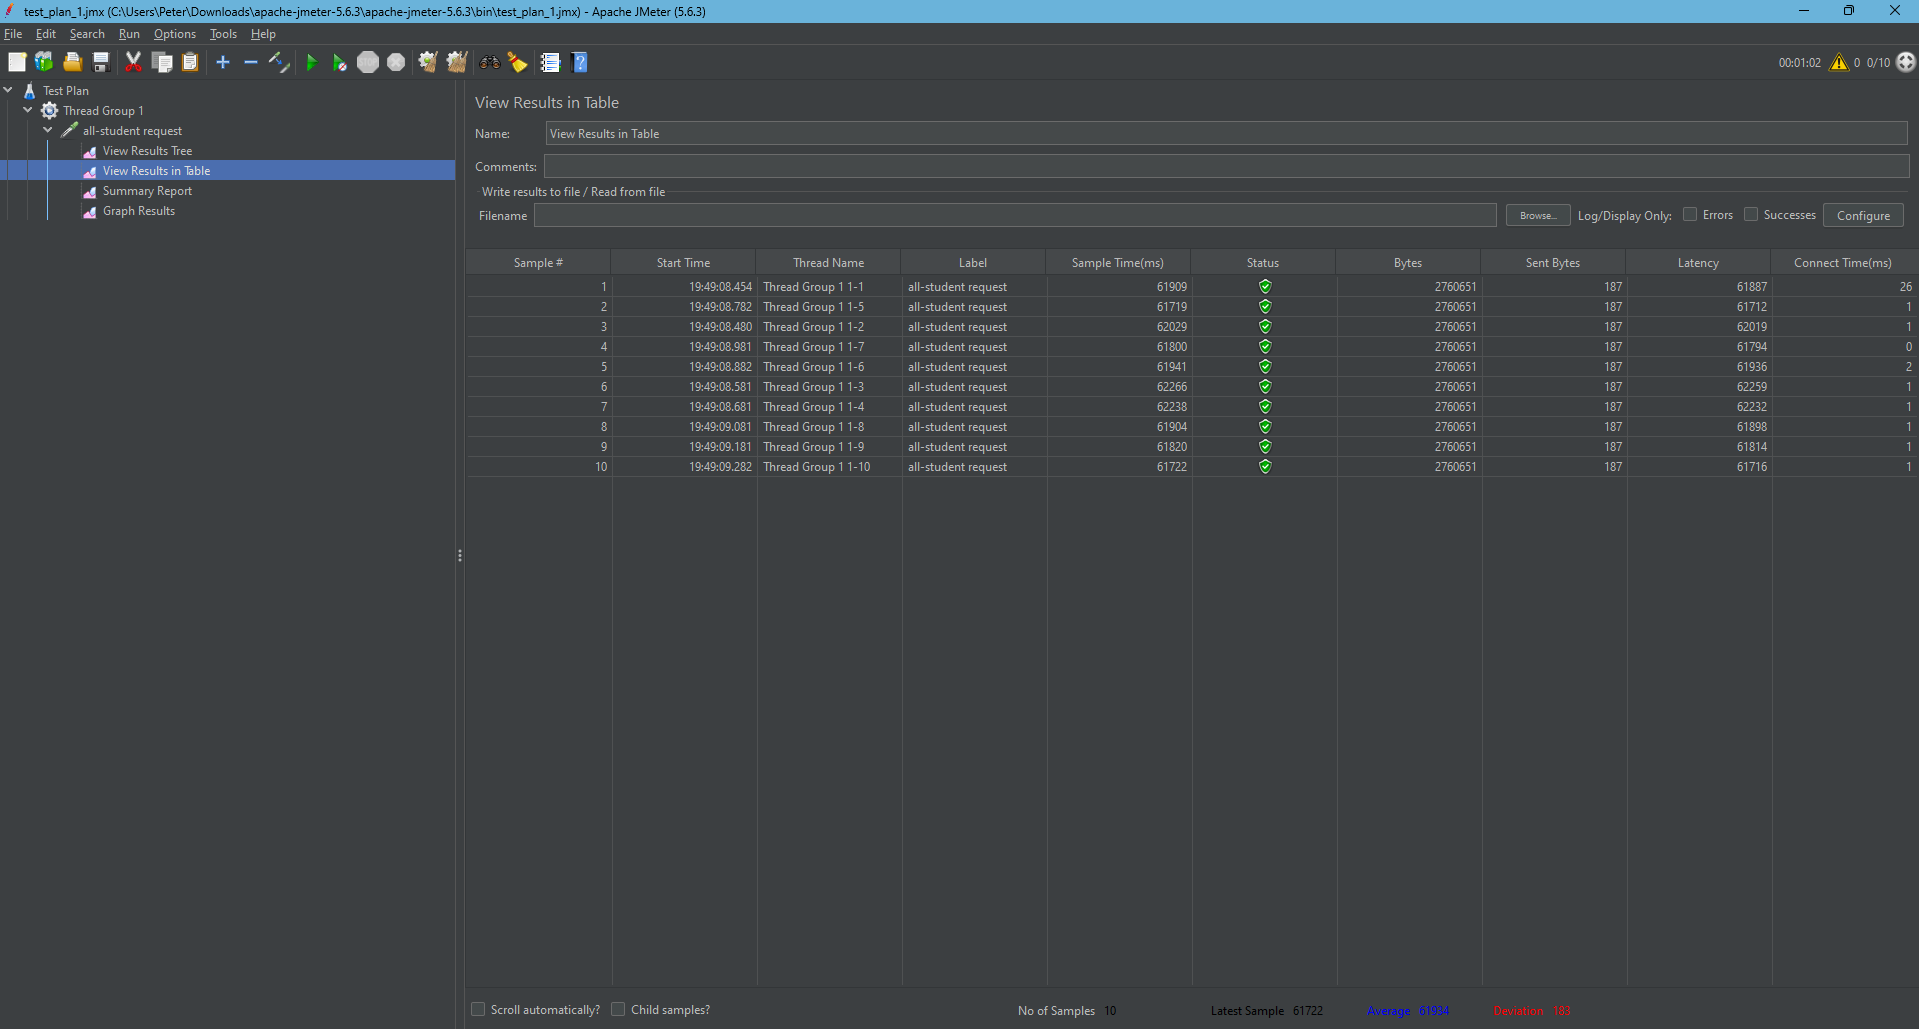 test_plan_1.jmx (C:\Users\Peter\Downloads\apache-jmeter-5.6.3\apache-jmeter-5.6.3\bin\test_plan_1.jmx) - Apache JMeter (5.6.3)
File Edit Search Run Options Tools Help
STOP 00:01:02 0 0/10
Test Plan
Thread Group 1
all-student request
View Results Tree
View Results in Table
Summary Report
Graph Results
View Results in Table
Name: View Results in Table
Comments:
Write results to file / Read from file
Filename Browse... Log/Display Only: Errors Successes Configure
Sample # Start Time Thread Name Label Sample Time(ms) Status Bytes Sent Bytes Latency Connect Time(ms)
1 19:49:08.454 Thread Group 1 1-1 all-student request 61909 2760651 187 61887 26
2 19:49:08.782 Thread Group 1 1-5 all-student request 61719 2760651 187 61712 1
3 19:49:08.480 Thread Group 1 1-2 all-student request 62029 2760651 187 62019 1
4 19:49:08.981 Thread Group 1 1-7 all-student request 61800 2760651 187 61794 0
5 19:49:08.882 Thread Group 1 1-6 all-student request 61941 2760651 187 61936 2
6 19:49:08.581 Thread Group 1 1-3 all-student request 62266 2760651 187 62259 1
7 19:49:08.681 Thread Group 1 1-4 all-student request 62238 2760651 187 62232 1
8 19:49:09.081 Thread Group 1 1-8 all-student request 61904 2760651 187 61898 1
9 19:49:09.181 Thread Group 1 1-9 all-student request 61820 2760651 187 61814 1
10 19:49:09.282 Thread Group 1 1-10 all-student request 61722 2760651 187 61716 1
Scroll automatically? Child samples? No of Samples 10 Latest Sample 61722 Average 61934 Deviation 183